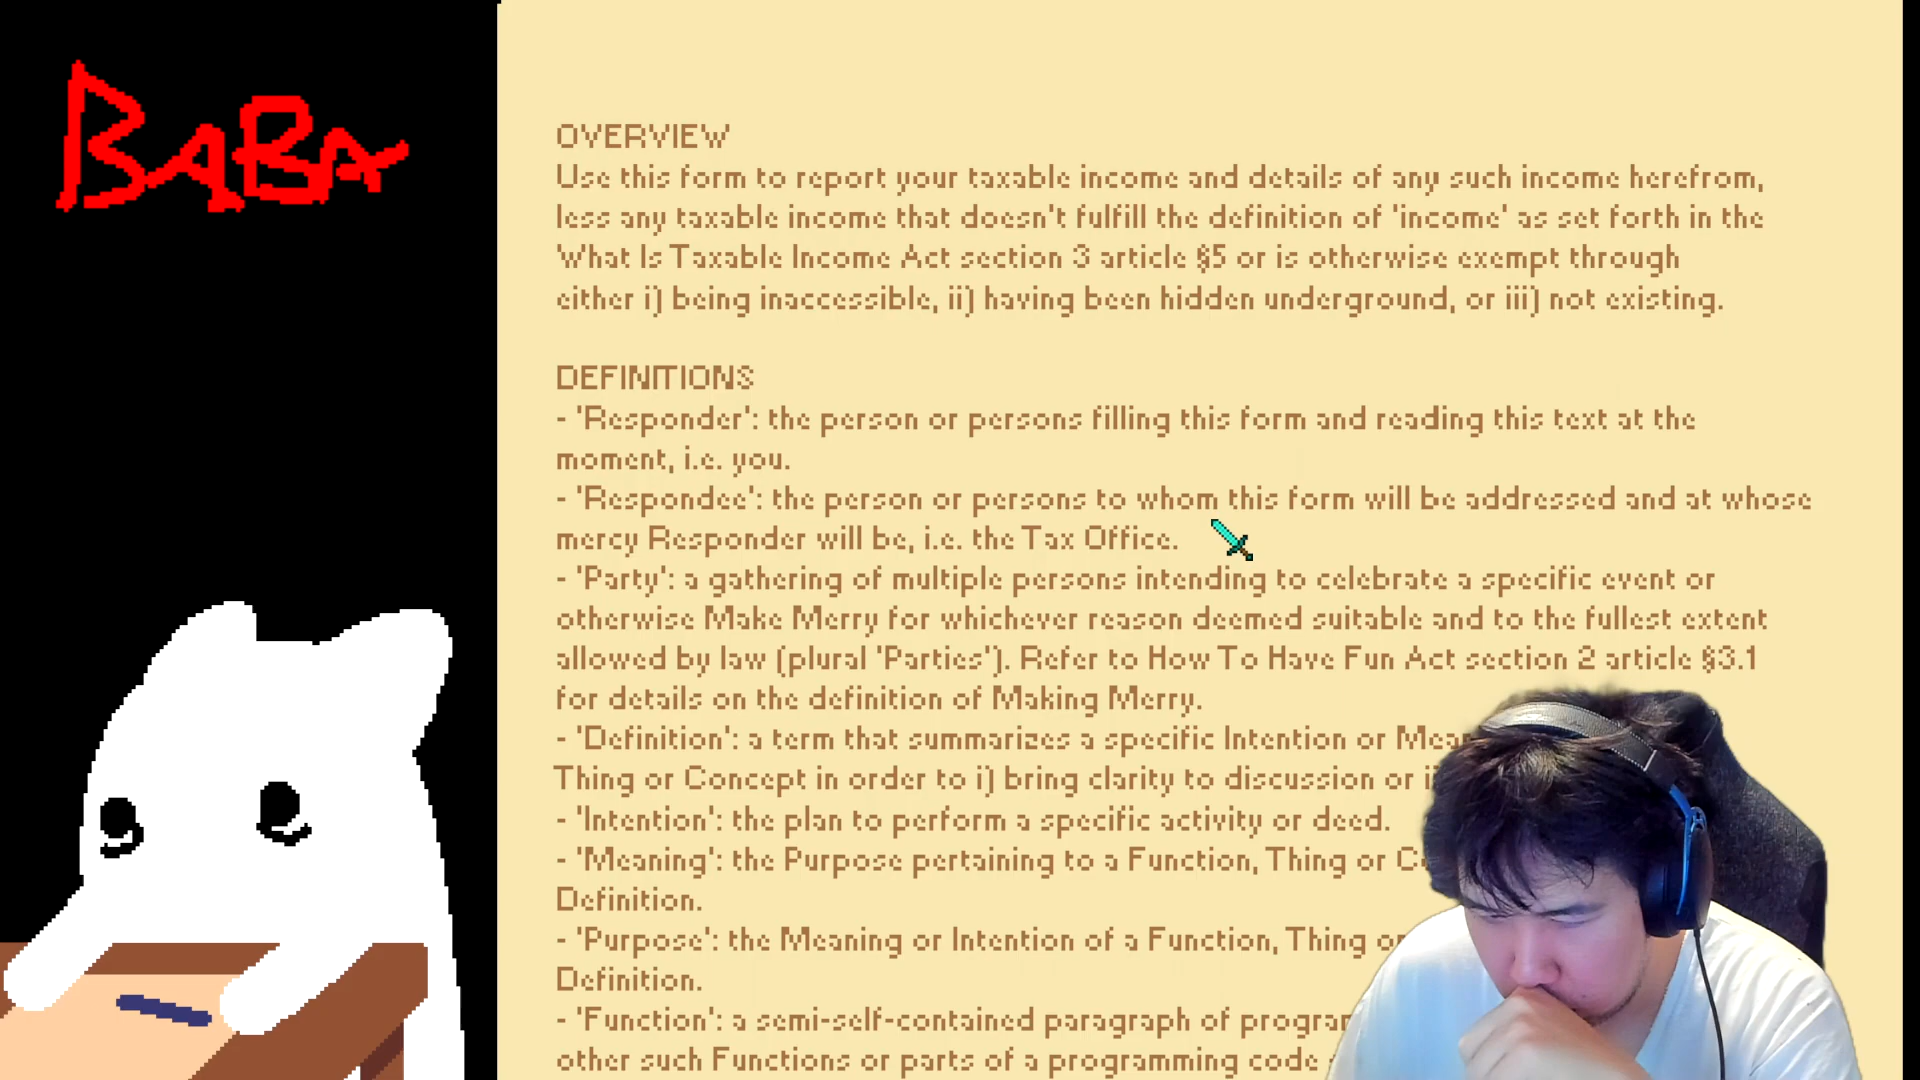 BABA
OVERVIEW
Use this form to report your taxable income and details of any such income herefrom,
less any taxable income that doesn't fulfill the definition of 'income' as set forth in the
What Is Taxable Income Act section 3 article §5 or is otherwise exempt through
either i) being inaccessible, ii) having been hidden underground, or iii) not existing.
DEFINITIONS
- 'Responder': the person or persons filling this form and reading this text at the
moment, i.e. you.
- 'Respondee': the person or persons to whom this form will be addressed and at whose
mercy Responder will be, i.e. the Tax Office.
- 'Party': a gathering of multiple persons intending to celebrate a specific event or
otherwise Make Merry for whichever reason deemed suitable and to the fullest extent
allowed by law (plural 'Parties'). Refer to How To Have Fun Act section 2 article §3.1
for details on the definition of Making Merry.
- 'Definition': a term that summarizes a specific Intention or
Thing or Concept in order to i) bring clarity to discussion or
- 'Intention': the plan to perform a specific activity or deed.
- 'Meaning': the Purpose pertaining to a Function, Thing or
Definition.
- 'Purpose': the Meaning or Intention of a Function, Thing or
Definition.
- 'Function': a semi-self-contained paragraph of
other such Functions or parts of a programming code